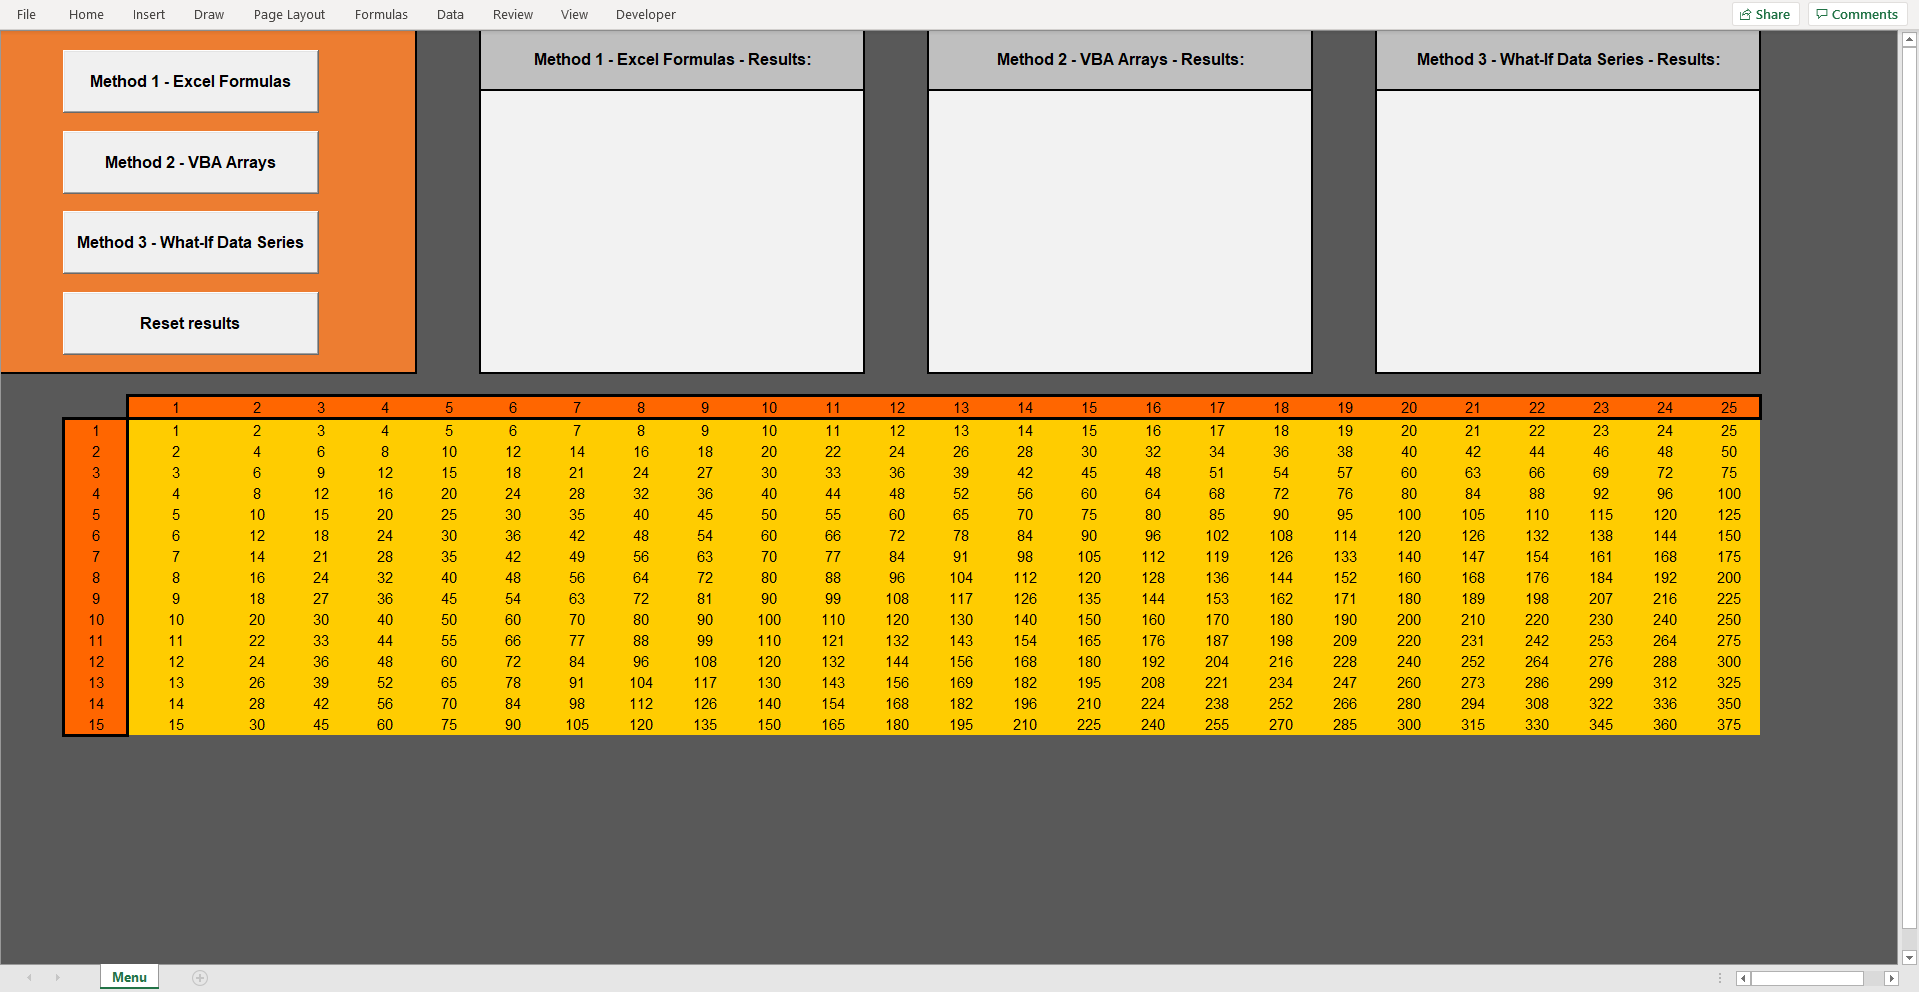 File Home Insert Draw Page Layout Formulas Data Review View Developer Share Comments
Method 1 - Excel Formulas
Method 2 - VBA Arrays
Method 3 - What-If Data Series
Reset results
Method 1 - Excel Formulas - Results:
Method 2 - VBA Arrays - Results:
Method 3 - What-If Data Series - Results:
1 2 3 4 5 6 7 8 9 10 11 12 13 14 15 16 17 18 19 20 21 22 23 24 25
1 1 2 3 4 5 6 7 8 9 10 11 12 13 14 15 16 17 18 19 20 21 22 23 24 25
2 2 4 6 8 10 12 14 16 18 20 22 24 26 28 30 32 34 36 38 40 42 44 46 48 50
3 3 6 9 12 15 18 21 24 27 30 33 36 39 42 45 48 51 54 57 60 63 66 69 72 75
4 4 8 12 16 20 24 28 32 36 40 44 48 52 56 60 64 68 72 76 80 84 88 92 96 100
5 5 10 15 20 25 30 35 40 45 50 55 60 65 70 75 80 85 90 95 100 105 110 115 120 125
6 6 12 18 24 30 36 42 48 54 60 66 72 78 84 90 96 102 108 114 120 126 132 138 144 150
7 7 14 21 28 35 42 49 56 63 70 77 84 91 98 105 112 119 126 133 140 147 154 161 168 175
8 8 16 24 32 40 48 56 64 72 80 88 96 104 112 120 128 136 144 152 160 168 176 184 192 200
9 9 18 27 36 45 54 63 72 81 90 99 108 117 126 135 144 153 162 171 180 189 198 207 216 225
10 10 20 30 40 50 60 70 80 90 100 110 120 130 140 150 160 170 180 190 200 210 220 230 240 250
11 11 22 33 44 55 66 77 88 99 110 121 132 143 154 165 176 187 198 209 220 231 242 253 264 275
12 12 24 36 48 60 72 84 96 108 120 132 144 156 168 180 192 204 216 228 240 252 264 276 288 300
13 13 26 39 52 65 78 91 104 117 130 143 156 169 182 195 208 221 234 247 260 273 286 299 312 325
14 14 28 42 56 70 84 98 112 126 140 154 168 182 196 210 224 238 252 266 280 294 308 322 336 350
15 15 30 45 60 75 90 105 120 135 150 165 180 195 210 225 240 255 270 285 300 315 330 345 360 375
Menu